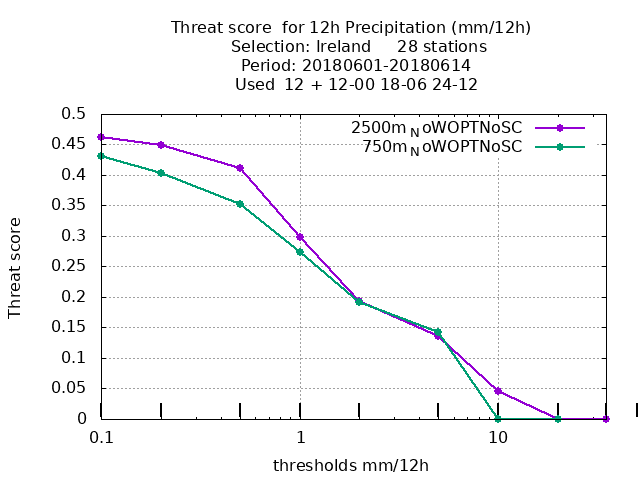 Threat score  for 12h Precipitation (mm/12h)
Selection: Ireland     28 stations
Period: 20180601-20180614
Used  12 + 12-00 18-06 24-12
2500m_NoWOPTNoSC
750m_NoWOPTNoSC
Threat score
0.5
0.45
0.4
0.35
0.3
0.25
0.2
0.15
0.1
0.05
0
0.1 1 10
thresholds mm/12h